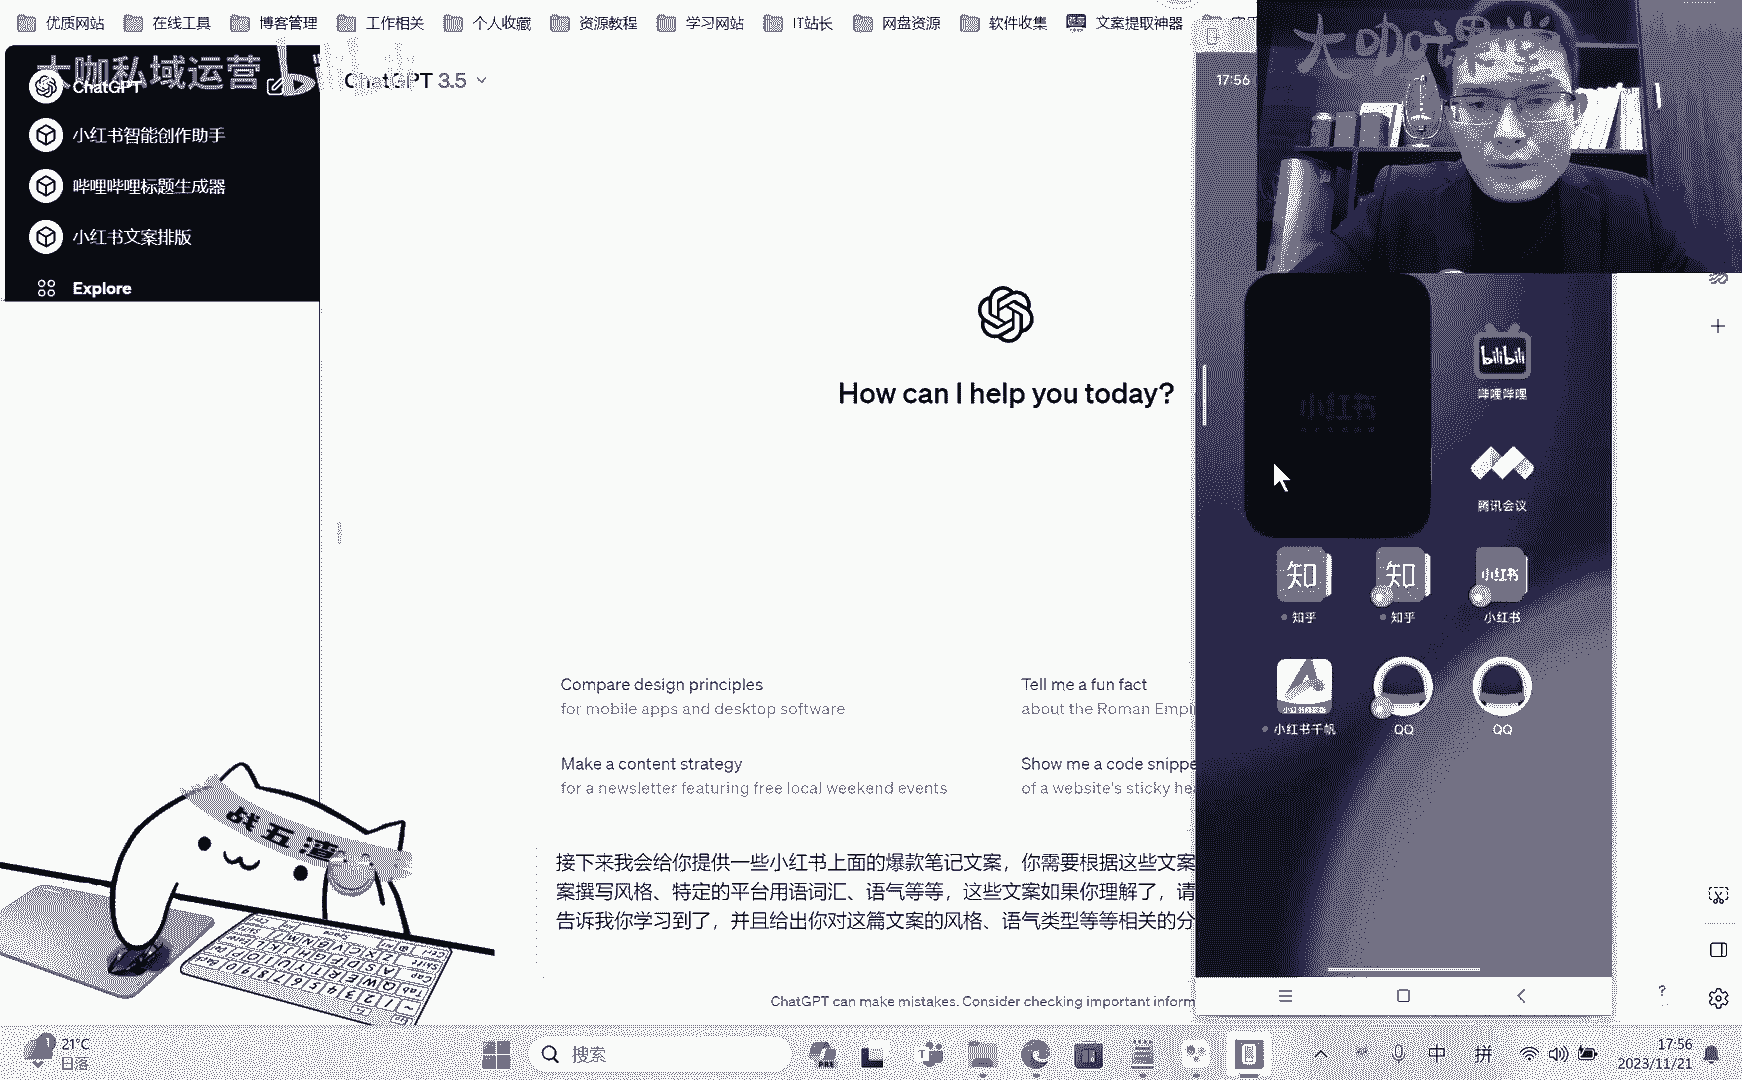 优质网站
在线工具
博客管理
工作相关
个人收藏
资源教程
学习网站
IT站长
网盘资源
软件收集
文案提取神器
大咖私域运营
bilibili
大咖课堂
ChatGPT
ChatGPT 3.5
17:56
小红书智能创作助手
哔哩哔哩标题生成器
小红书文案排版
Explore
How can I help you today?
小红书
bilibili
哔哩哔哩
腾讯会议
知
知乎
知
知乎
小红书
小红书
小红书千帆
QQ
QQ
Compare design principles
for mobile apps and desktop software
Tell me a fun fact
about the Roman Empi
Make a content strategy
for a newsletter featuring free local weekend events
Show me a code snippe
of a website's sticky hea
战五渣
接下来我会给你提供一些小红书上面的爆款笔记文案，你需要根据这些文案
案撰写风格、特定的平台用语词汇、语气等等，这些文案如果你理解了，请
告诉我你学习到了，并且给出你对这篇文案的风格、语气类型等等相关的分
ChatGPT can make mistakes. Consider checking important inform
?
21°C
日落
搜索
中
拼
17:56
2023/11/21